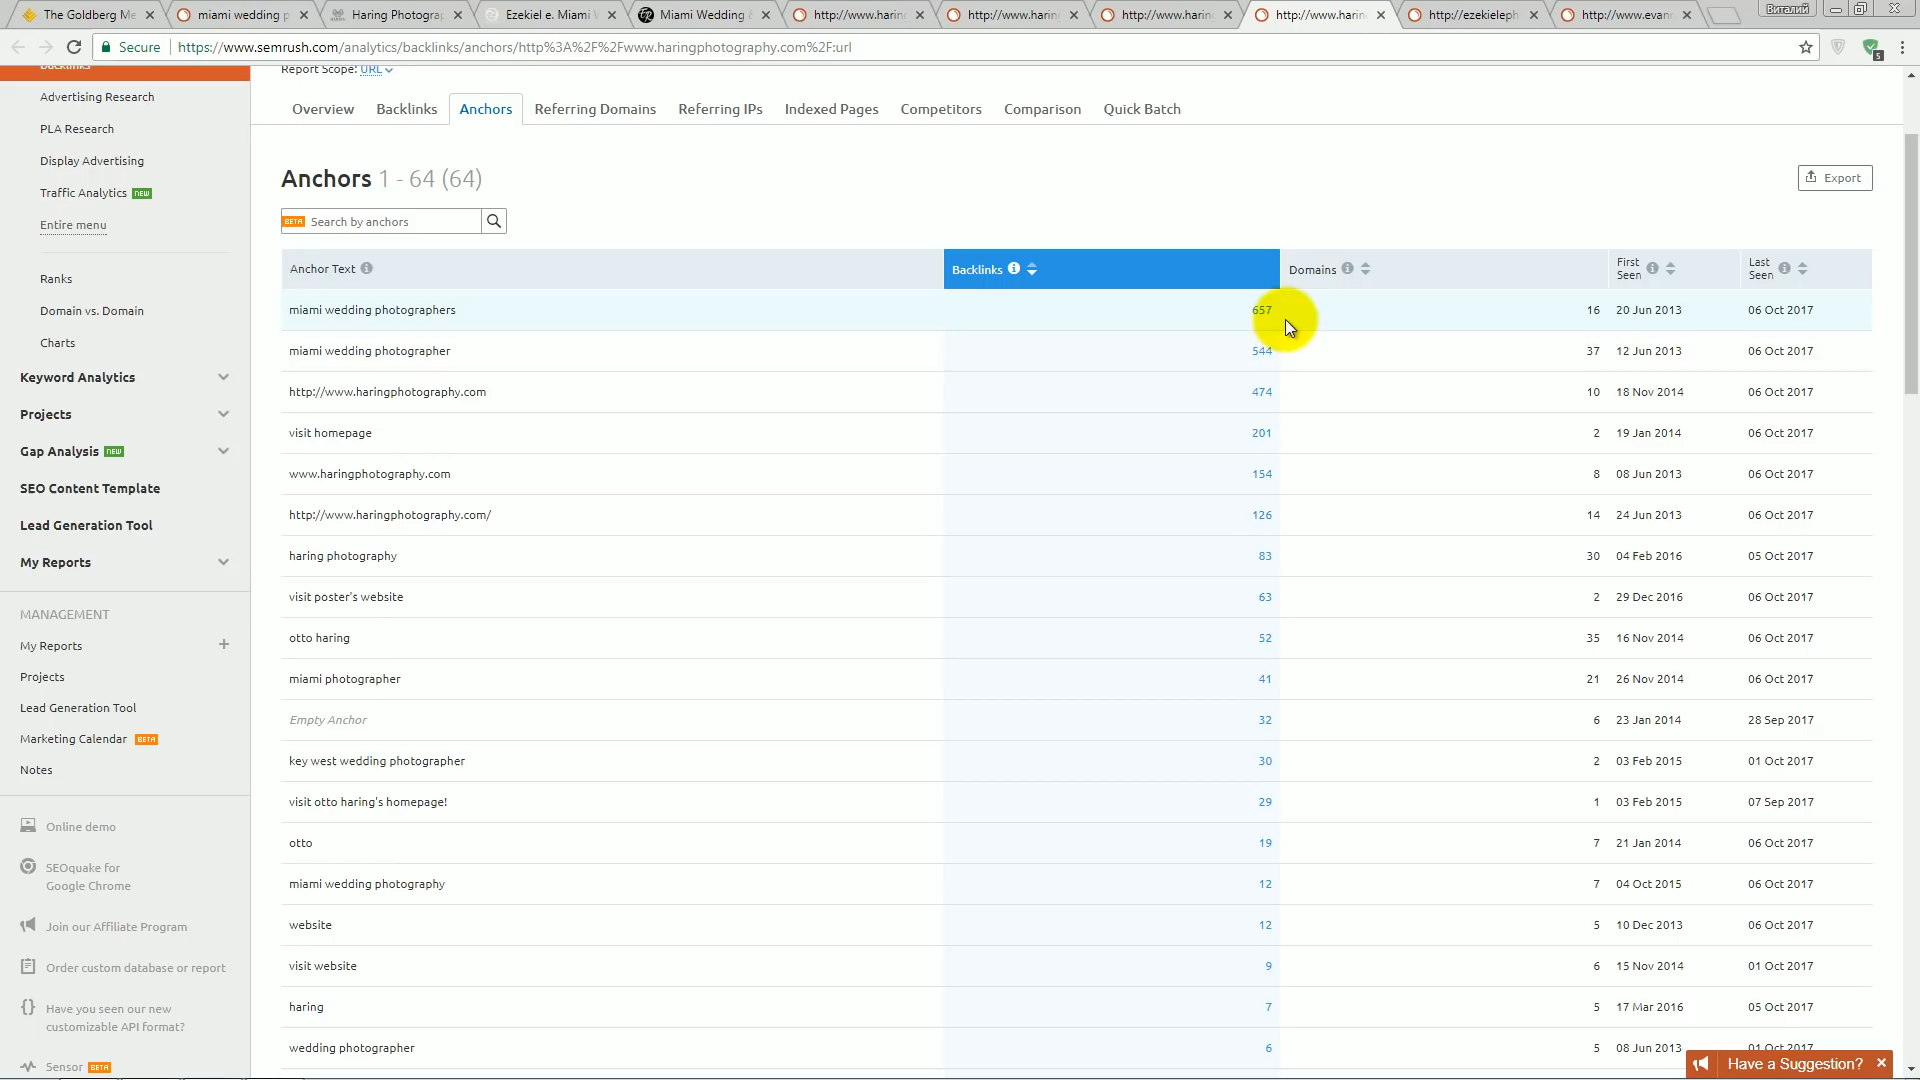 The Goldberg Me
miami wedding p
Haring Photogra
Ezekiel e. Miami
Miami Wedding
http://www.harin
http://www.harin
http://www.harin
http://www.harin
http://ezekieleph
http://www.evan
Виталий
Secure
https://www.semrush.com/analytics/backlinks/anchors/http%3A%2F%2Fwww.haringphotography.com%2F:url
5
Backlinks
Advertising Research
PLA Research
Display Advertising
Traffic Analytics NEW
Entire menu
Ranks
Domain vs. Domain
Charts
Keyword Analytics
Projects
Gap Analysis NEW
SEO Content Template
Lead Generation Tool
My Reports
MANAGEMENT
My Reports +
Projects
Lead Generation Tool
Marketing Calendar BETA
Notes
Online demo
SEOquake for
Google Chrome
Join our Affiliate Program
Order custom database or report
Have you seen our new
customizable API format?
Sensor BETA
Report Scope: URL
Overview Backlinks Anchors Referring Domains Referring IPs Indexed Pages Competitors Comparison Quick Batch
Anchors 1 - 64 (64)
Export
BETA Search by anchors
Anchor Text Backlinks Domains First Seen Last Seen
miami wedding photographers 657 16 20 Jun 2013 06 Oct 2017
miami wedding photographer 544 37 12 Jun 2013 06 Oct 2017
http://www.haringphotography.com 474 10 18 Nov 2014 06 Oct 2017
visit homepage 201 2 19 Jan 2014 06 Oct 2017
www.haringphotography.com 154 8 08 Jun 2013 06 Oct 2017
http://www.haringphotography.com/ 126 14 24 Jun 2013 06 Oct 2017
haring photography 83 30 04 Feb 2016 05 Oct 2017
visit poster's website 63 2 29 Dec 2016 06 Oct 2017
otto haring 52 35 16 Nov 2014 06 Oct 2017
miami photographer 41 21 26 Nov 2014 06 Oct 2017
Empty Anchor 32 6 23 Jan 2014 28 Sep 2017
key west wedding photographer 30 2 03 Feb 2015 01 Oct 2017
visit otto haring's homepage! 29 1 03 Feb 2015 07 Sep 2017
otto 19 7 21 Jan 2014 06 Oct 2017
miami wedding photography 12 7 04 Oct 2015 06 Oct 2017
website 12 5 10 Dec 2013 06 Oct 2017
visit website 9 6 15 Nov 2014 01 Oct 2017
haring 7 5 17 Mar 2016 05 Oct 2017
wedding photographer 6 5 08 Jun 2013 01 Oct 2017
Have a Suggestion?